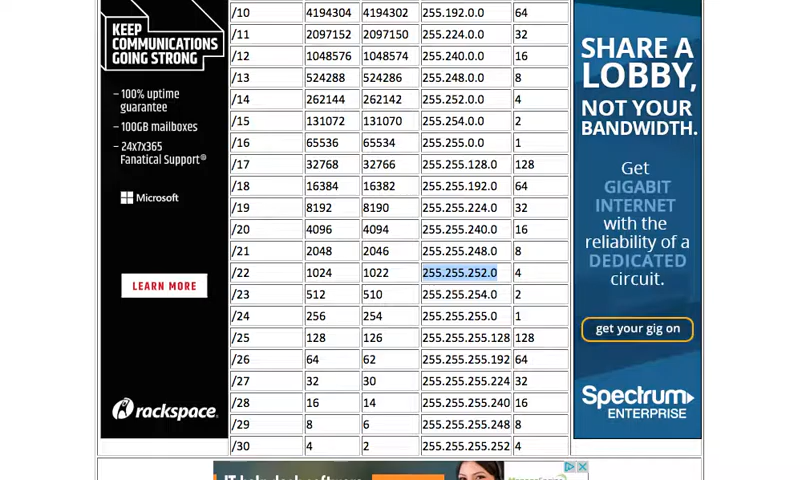 KEEP
COMMUNICATIONS
GOING STRONG
– 100% uptime
guarantee
– 100GB mailboxes
– 24x7x365
Fanatical Support®
Microsoft
LEARN MORE
rackspace.
/10 4194304 4194302 255.192.0.0 64
/11 2097152 2097150 255.224.0.0 32
/12 1048576 1048574 255.240.0.0 16
/13 524288 524286 255.248.0.0 8
/14 262144 262142 255.252.0.0 4
/15 131072 131070 255.254.0.0 2
/16 65536 65534 255.255.0.0 1
/17 32768 32766 255.255.128.0 128
/18 16384 16382 255.255.192.0 64
/19 8192 8190 255.255.224.0 32
/20 4096 4094 255.255.240.0 16
/21 2048 2046 255.255.248.0 8
/22 1024 1022 255.255.252.0 4
/23 512 510 255.255.254.0 2
/24 256 254 255.255.255.0 1
/25 128 126 255.255.255.128 128
/26 64 62 255.255.255.192 64
/27 32 30 255.255.255.224 32
/28 16 14 255.255.255.240 16
/29 8 6 255.255.255.248 8
/30 4 2 255.255.255.252 4
SHARE A
LOBBY,
NOT YOUR
BANDWIDTH.
Get
GIGABIT
INTERNET
with the
reliability of a
DEDICATED
circuit.
get your gig on
Spectrum
ENTERPRISE
IT help desk software